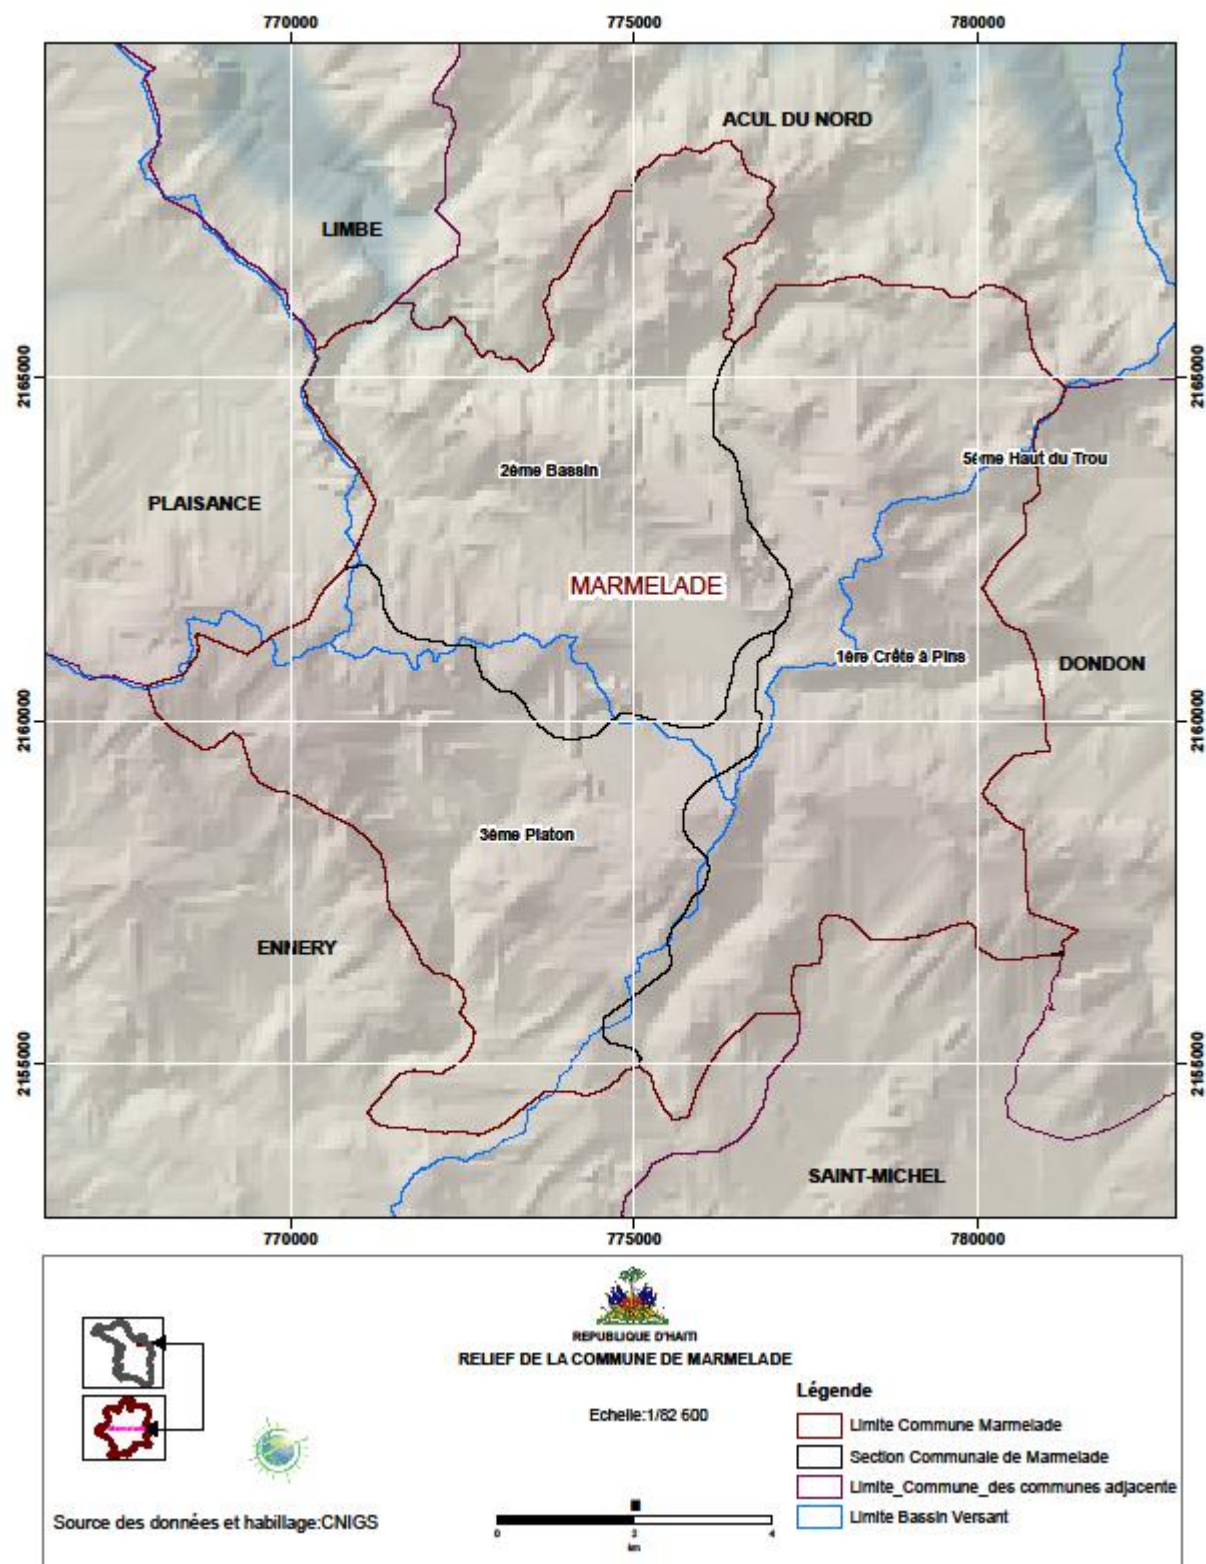 770000 775000 780000
ACUL DU NORD
LIMBE
2165000 2165000
5ème Haut du Trou
2ème Bassin
PLAISANCE
MARMELADE
1ère Crête à Pins
DONDON
2160000 2160000
3ème Platon
ENNERY
2155000 2155000
SAINT-MICHEL
770000 775000 780000
REPUBLIQUE D'HAITI
RELIEF DE LA COMMUNE DE MARMELADE
Légende
Echelle:1/82 600
Limite Commune Marmelade
Section Communale de Marmelade
Limite_Commune_des communes adjacente
Limite Bassin Versant
Source des données et habillage:CNIGS
0 2 4
km